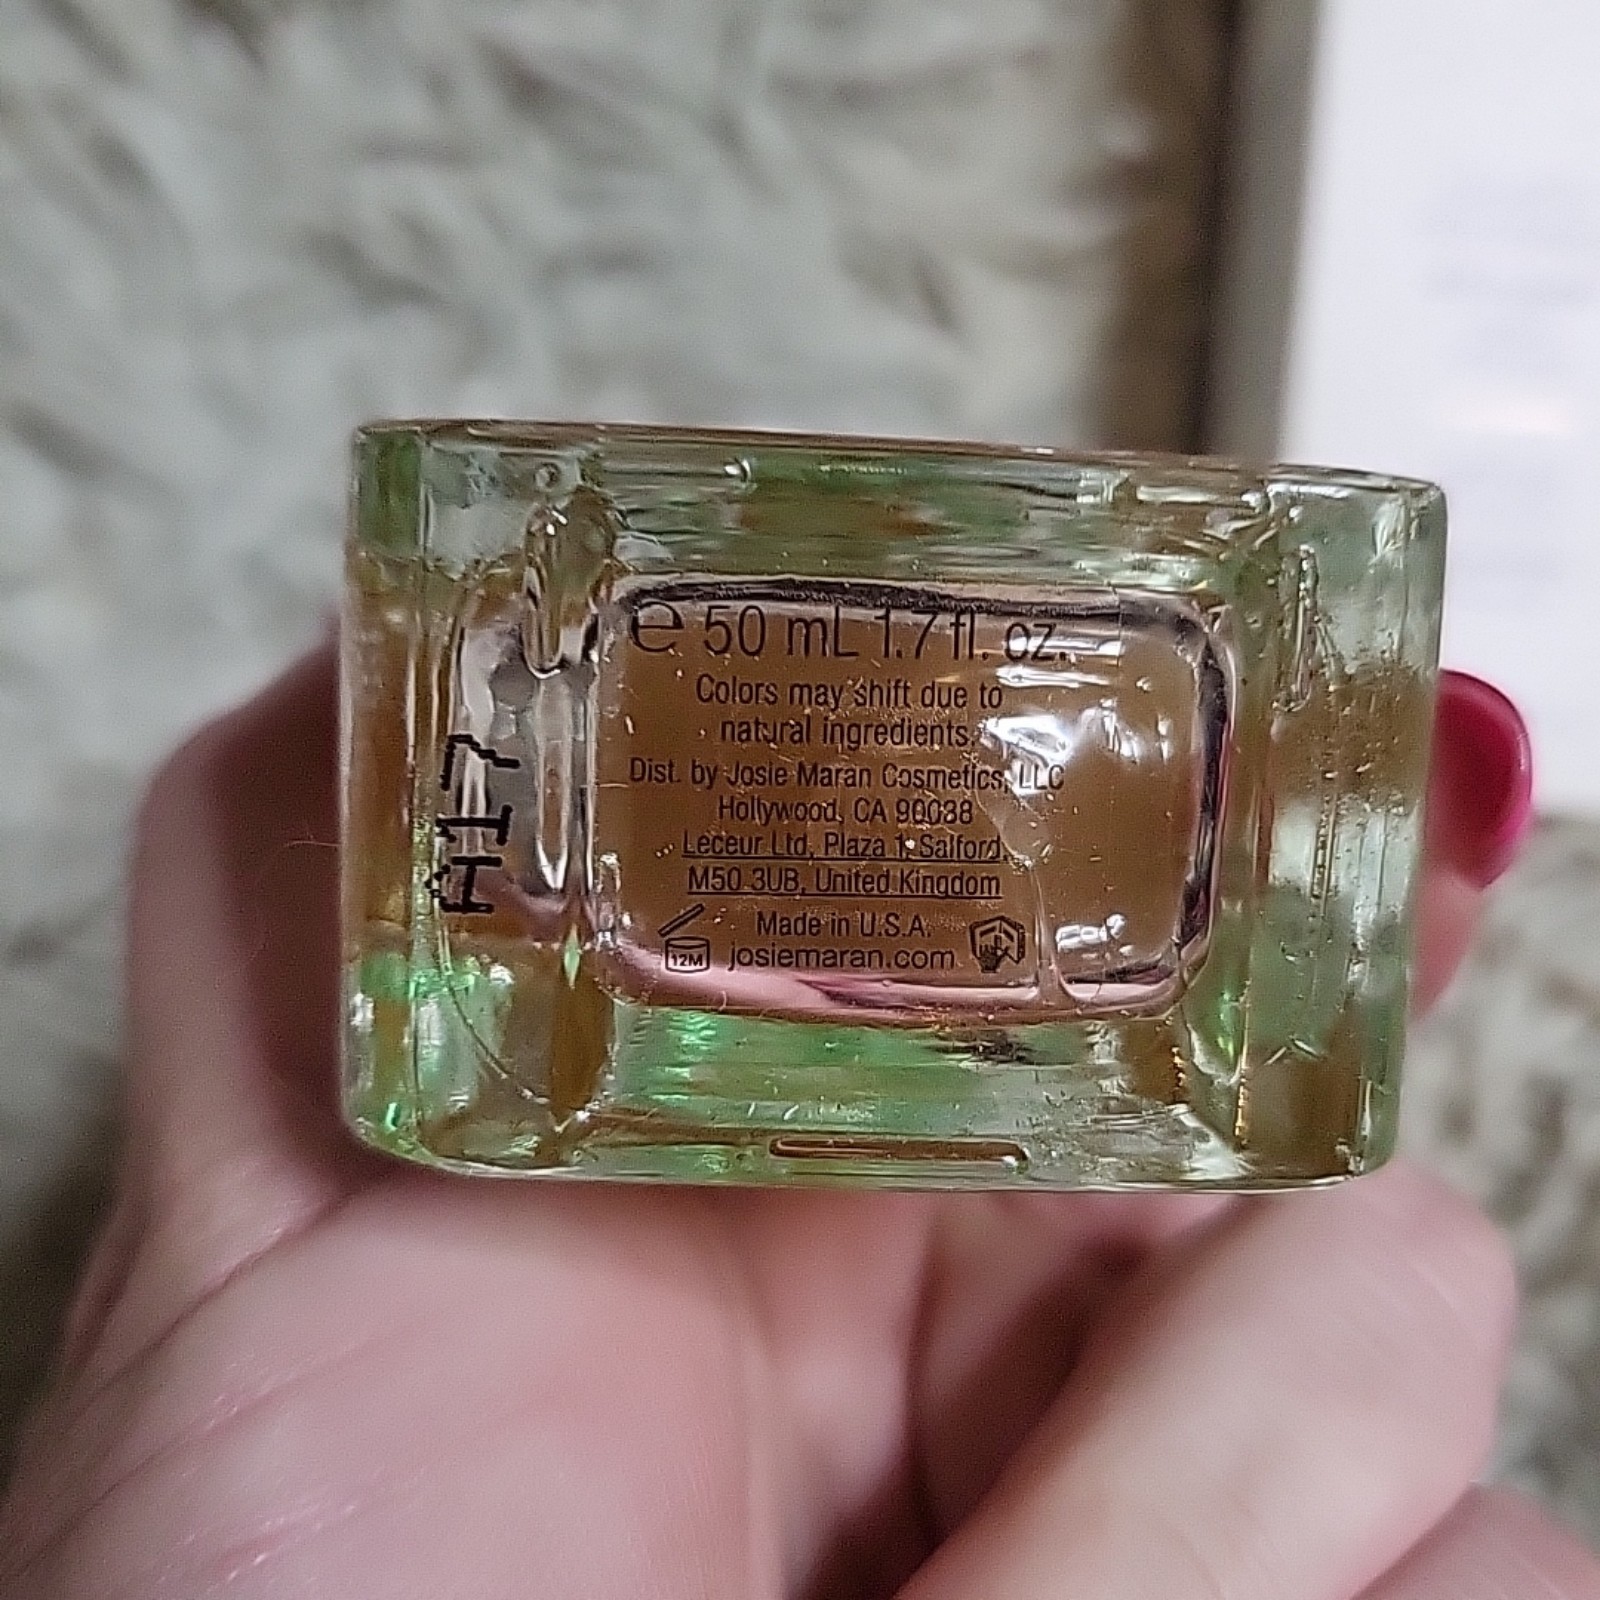 e 50 mL 1.7 fl. oz.
Colors may shift due to
natural ingredients.
Dist. by Josie Maran Cosmetics, LLC
Hollywood, CA 90038
Leceur Ltd, Plaza 1, Salford,
M50 3UB, United Kingdom
Made in U.S.A.
12M josiemaran.com
A17